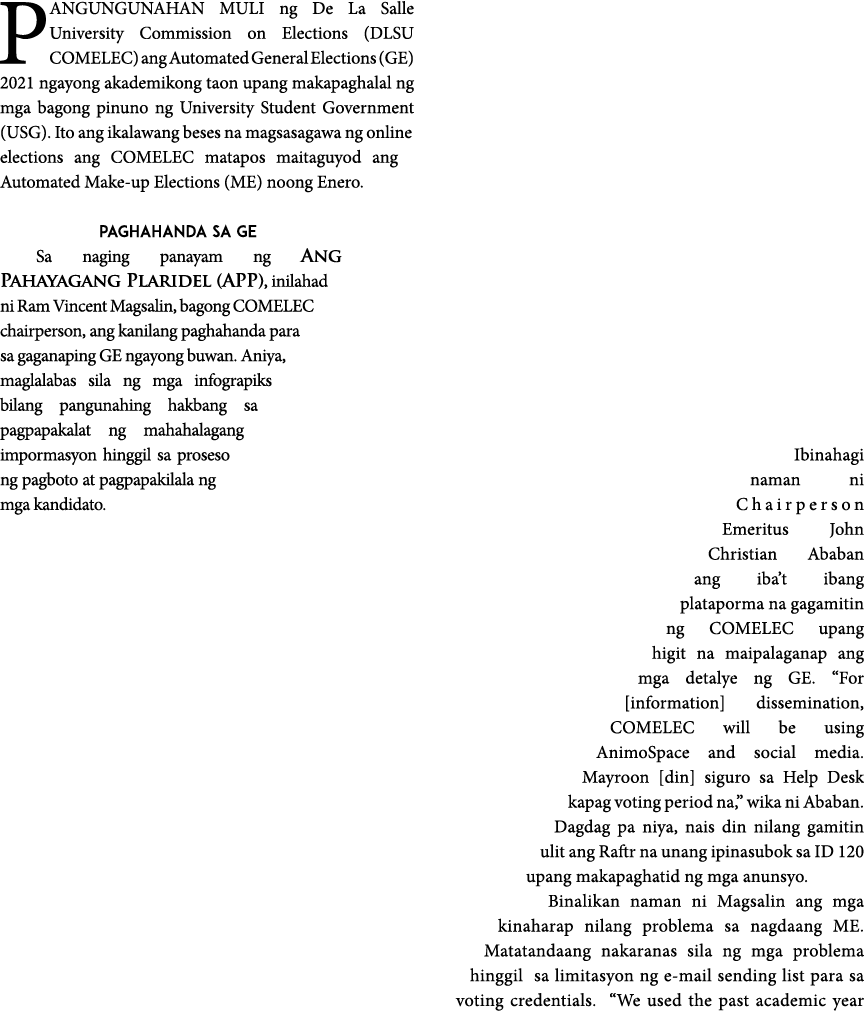 PANGUNGUNAHAN MULI ng De La Salle
University Commission on Elections (DLSU
COMELEC) ang Automated General Elections (GE)
2021 ngayong akademikong taon upang makapaghalal ng
mga bagong pinuno ng University Student Government
(USG). Ito ang ikalawang beses na magsasagawa ng online
elections ang COMELEC matapos maitaguyod ang
Automated Make-up Elections (ME) noong Enero.
PAGHAHANDA SA GE
Sa naging panayam ng ANG
PAHAYAGANG PLARIDEL (APP), inilahad
ni Ram Vincent Magsalin, bagong COMELEC
chairperson, ang kanilang paghahanda para
sa gaganaping GE ngayong buwan. Aniya,
maglalabas sila ng mga infograpiks
bilang pangunahing hakbang sa
pagpapakalat ng mahahalagang
impormasyon hinggil sa proseso
ng pagboto at pagpapakilala ng
mga kandidato.
Ibinahagi
naman ni
Chairperson
Emeritus John
Christian Ababan
ang iba’t ibang
plataporma na gagamitin
ng COMELEC upang
higit na maipalaganap ang
mga detalye ng GE. “For
[information] dissemination,
COMELEC will be using
AnimoSpace and social media.
Mayroon [din] siguro sa Help Desk
kapag voting period na,” wika ni Ababan.
Dagdag pa niya, nais din nilang gamitin
ulit ang Raftr na unang ipinasubok sa ID 120
upang makapaghatid ng mga anunsyo.
Binalikan naman ni Magsalin ang mga
kinaharap nilang problema sa nagdaang ME.
Matatandaang nakaranas sila ng mga problema
hinggil sa limitasyon ng e-mail sending list para sa
voting credentials. “We used the past academic year